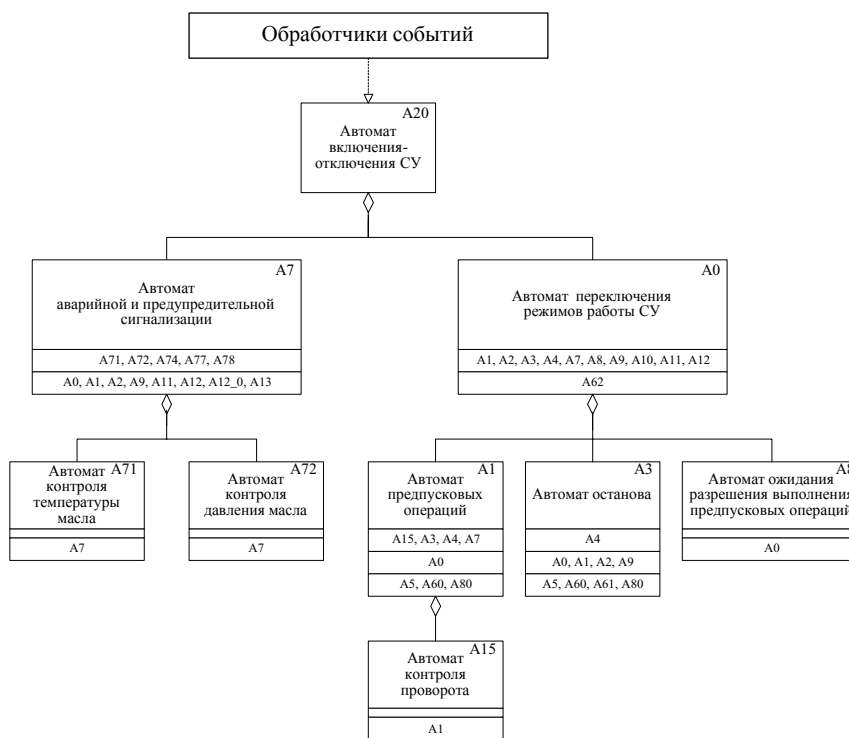 Обработчики событий
A20
Автомат
включения-
отключения СУ
A7
Автомат
аварийной и предупредительной
сигнализации
A71, A72, A74, A77, A78
A0, A1, A2, A9, A11, A12, A12_0, A13
A0
Автомат переключения
режимов работы СУ
A1, A2, A3, A4, A7, A8, A9, A10, A11, A12
A62
A71
Автомат
контроля
температуры
масла
A7
A72
Автомат
контроля
давления масла
A7
A1
Автомат
предпусковых
операций
A15, A3, A4, A7
A0
A5, A60, A80
A3
Автомат останова
A4
A0, A1, A2, A9
A5, A60, A61, A80
A8
Автомат ожидания
разрешения выполнения
предпусковых операций
A0
A15
Автомат
контроля
проворота
A1